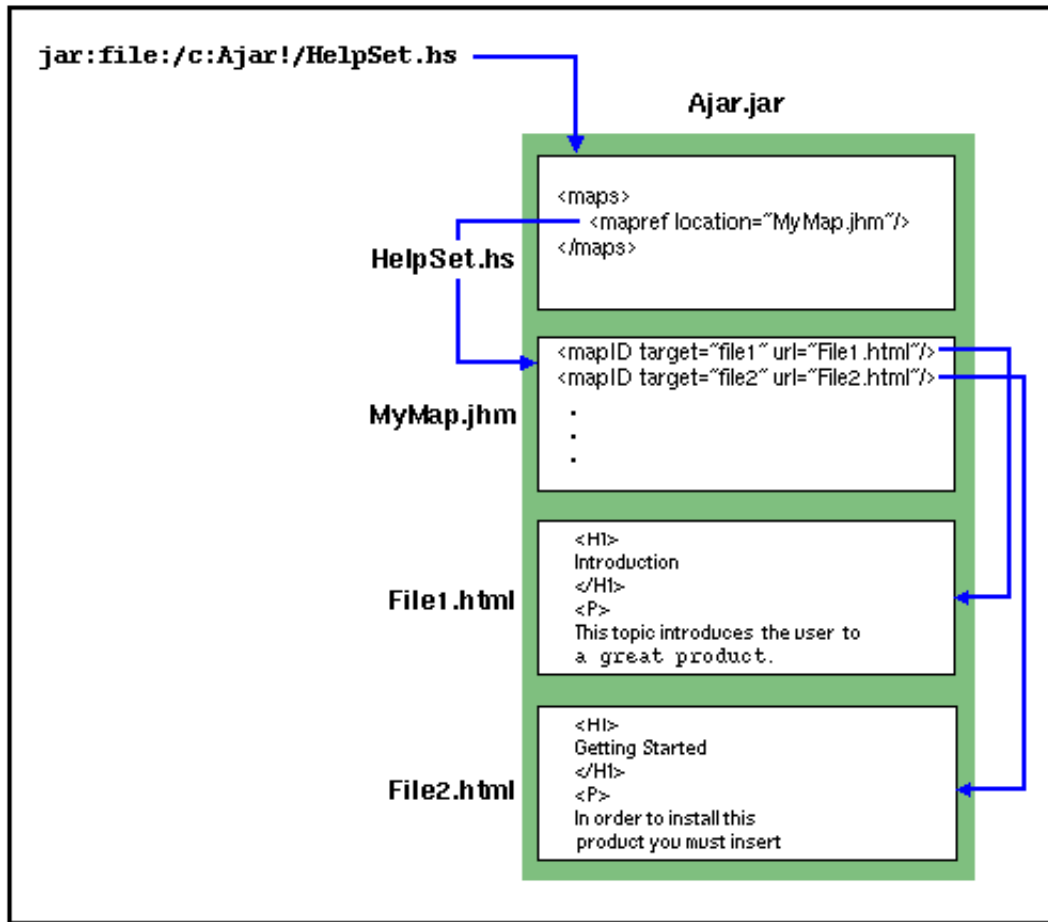 jar:file:/c:Ajar!/HelpSet.hs
Ajar.jar
<maps>
<mapref location="MyMap.jhm"/>
</maps>
HelpSet.hs
<mapID target="file1" url="File1.html"/>
<mapID target="file2" url="File2.html"/>
.
.
.
MyMap.jhm
<H1>
Introduction
</H1>
<P>
This topic introduces the user to
a great product.
File1.html
<H1>
Getting Started
</H1>
<P>
In order to install this
product you must insert
File2.html